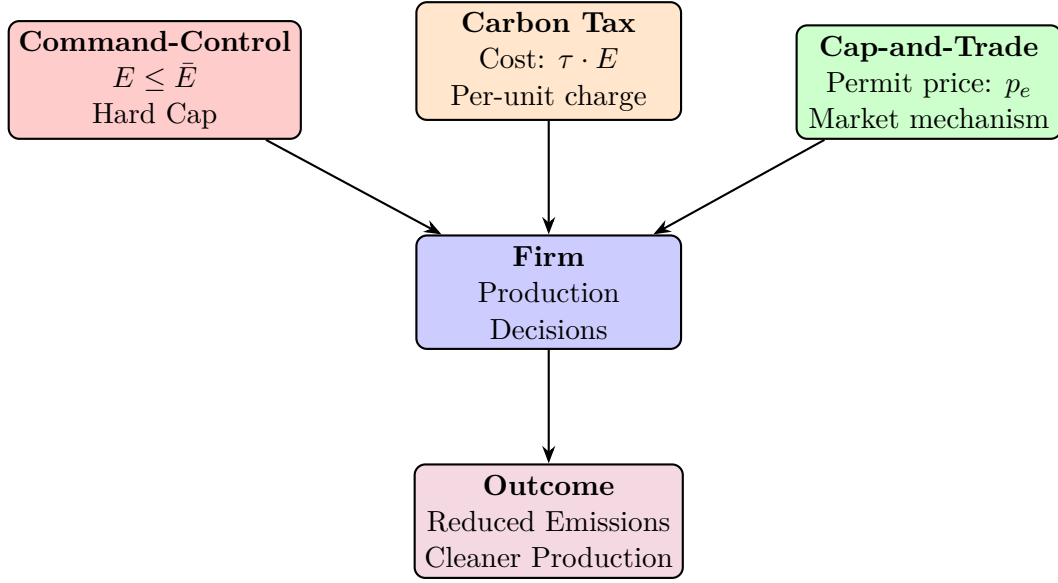 Command-Control
E ≤ Ē
Hard Cap
Carbon Tax
Cost: τ · E
Per-unit charge
Cap-and-Trade
Permit price: pₑ
Market mechanism
Firm
Production
Decisions
Outcome
Reduced Emissions
Cleaner Production